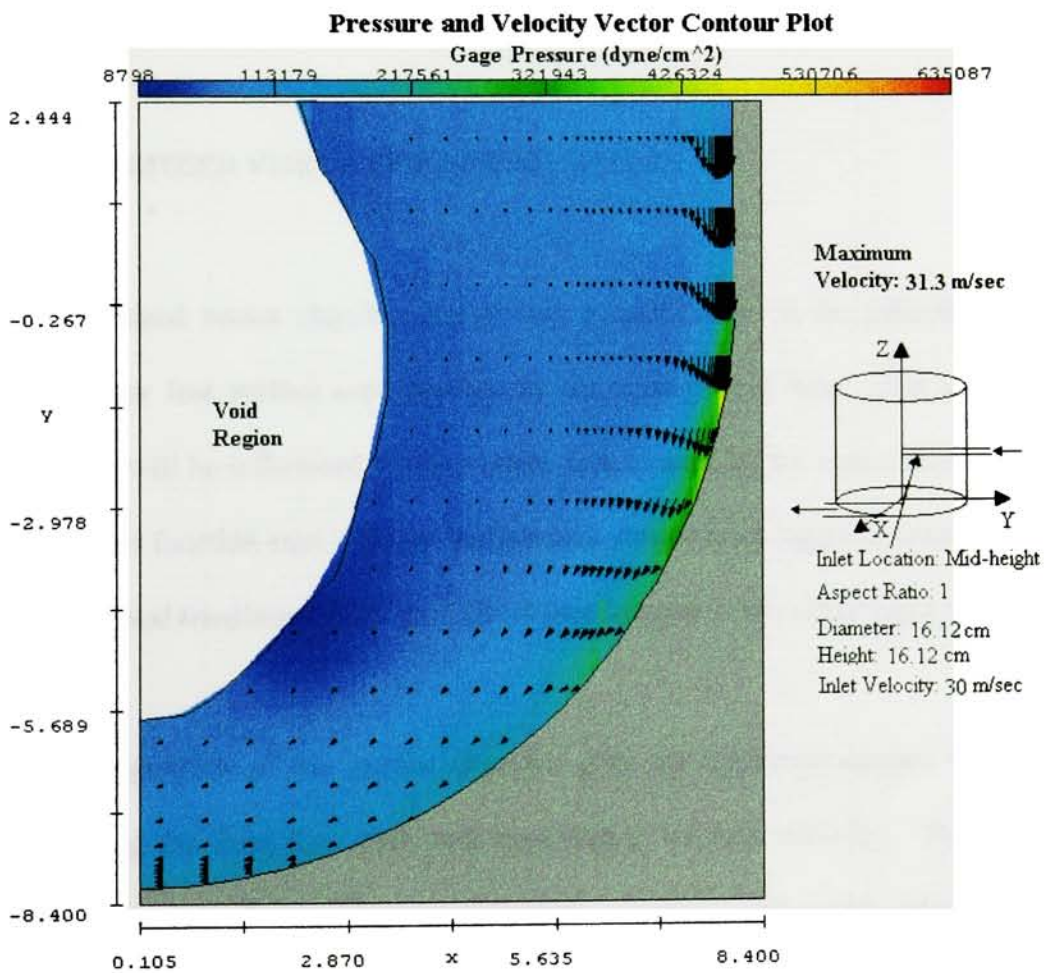 Pressure and Velocity Vector Contour Plot
Gage Pressure (dyne/cm^2)
8798 113179 217561 321943 426324 530706 635087
2.444
-0.267
y
-2.978
-5.689
-8.400
Void
Region
0.105 2.870 x 5.635 8.400
Maximum
Velocity: 31.3 m/sec
Z
X
Y
Inlet Location: Mid-height
Aspect Ratio: 1
Diameter: 16.12 cm
Height: 16.12 cm
Inlet Velocity: 30 m/sec